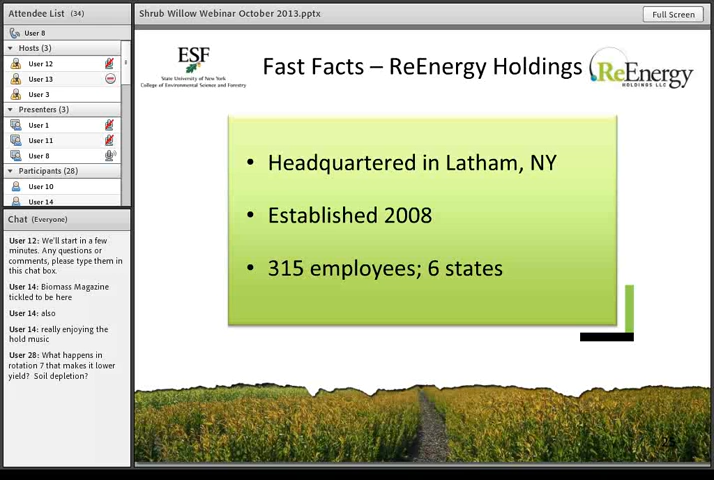 Attendee List (34)
User 8
Hosts (3)
User 12
User 13
User 3
Presenters (3)
User 1
User 11
User 8
Participants (28)
User 10
User 14
Chat (Everyone)
User 12: We'll start in a few
minutes. Any questions or
comments, please type them in
this chat box.
User 14: Biomass Magazine
tickled to be here
User 14: also
User 14: really enjoying the
hold music
User 28: What happens in
rotation 7 that makes it lower
yield? Soil depletion?
Shrub Willow Webinar October 2013.pptx
Full Screen
ESF
State University of New York
College of Environmental Science and Forestry
Fast Facts – ReEnergy Holdings
ReEnergy
HOLDINGS LLC
• Headquartered in Latham, NY
• Established 2008
• 315 employees; 6 states